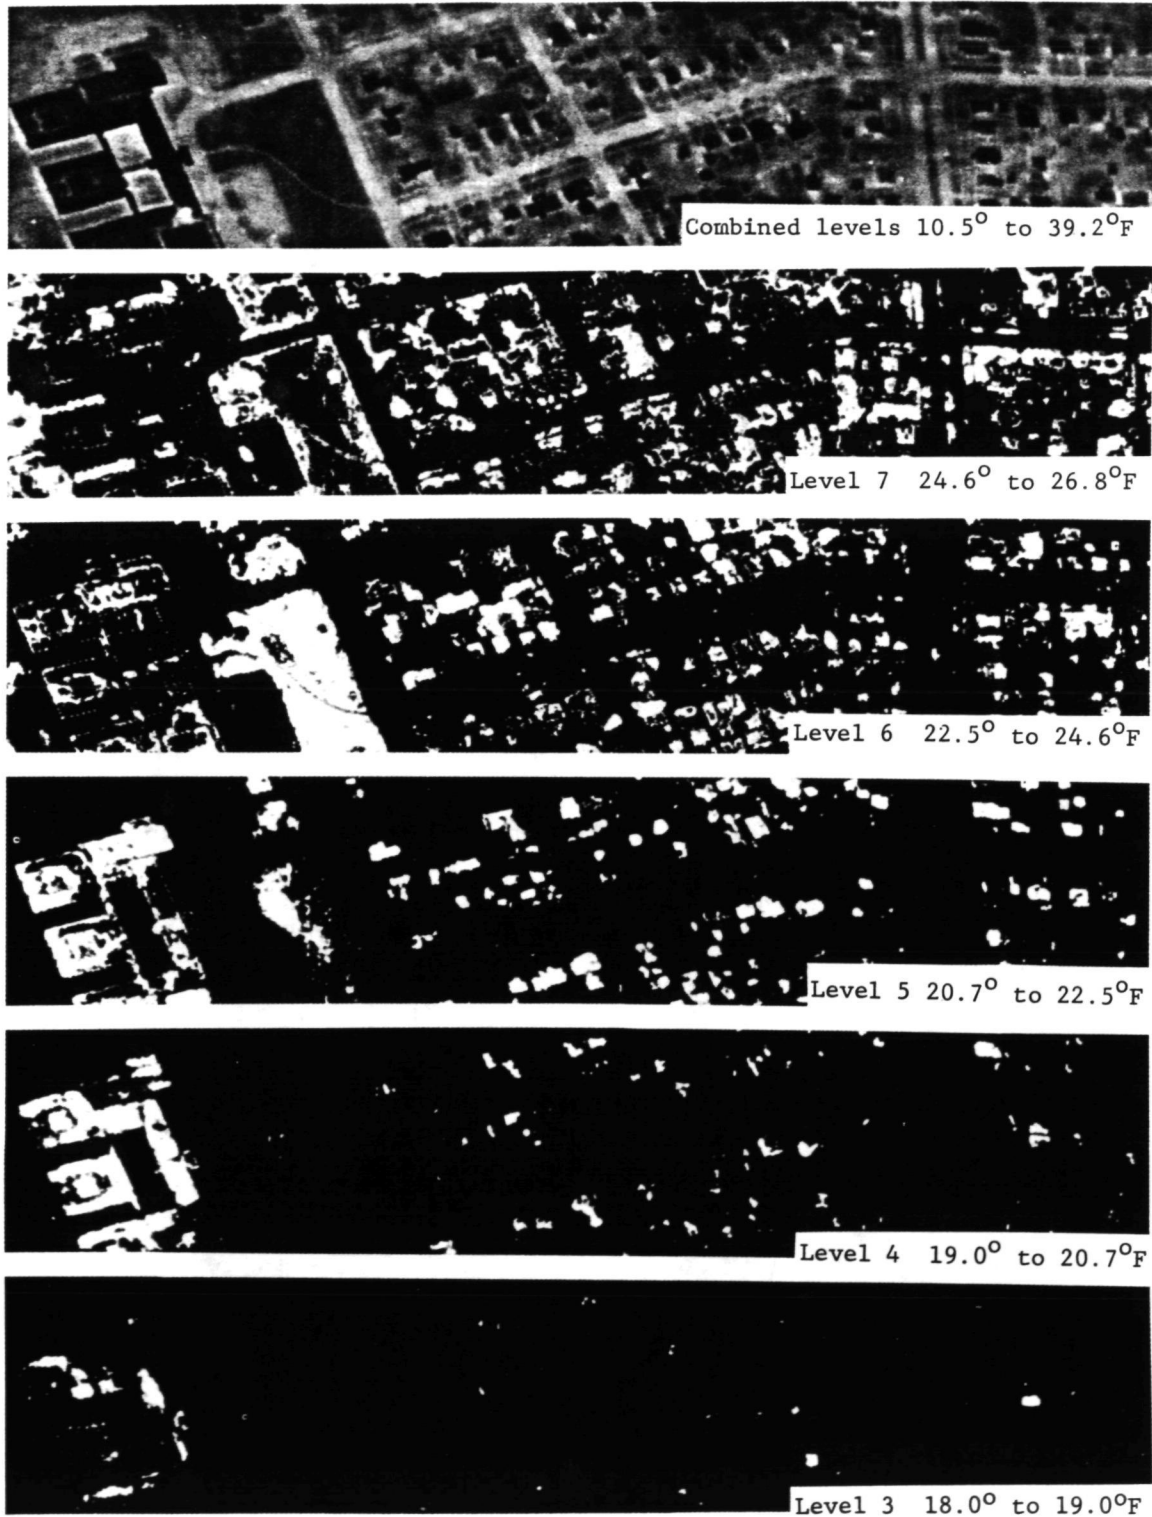 Combined levels 10.5° to 39.2°F
Level 7 24.6° to 26.8°F
Level 6 22.5° to 24.6°F
Level 5 20.7° to 22.5°F
Level 4 19.0° to 20.7°F
Level 3 18.0° to 19.0°F